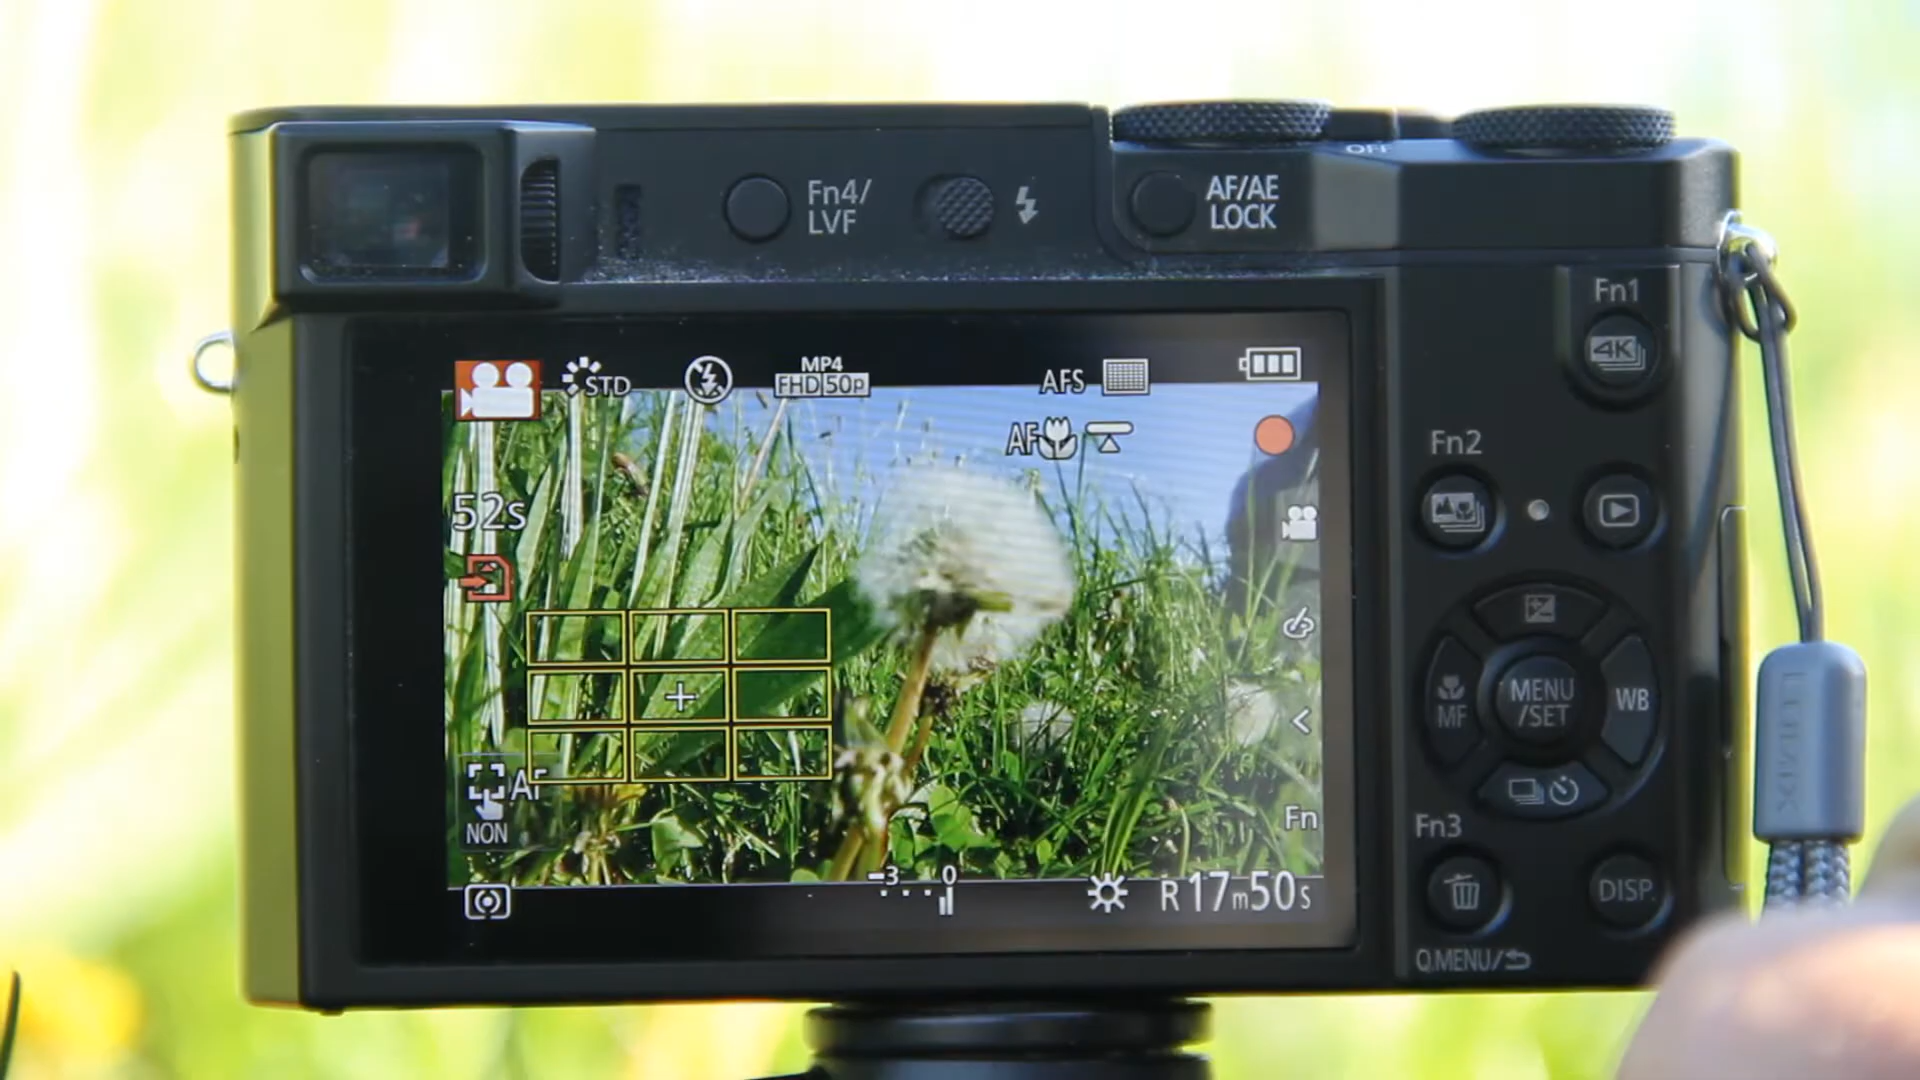 OFF
Fn4/
LVF
AF/AE
LOCK
Fn1
4K
STD
MP4
FHD 50p
AFS
AF
Fn2
52s
MENU
/SET
MF
WB
AF
NON
Fn
Fn3
-3 0
R17m50s
DISP.
Q.MENU/
LUMIX